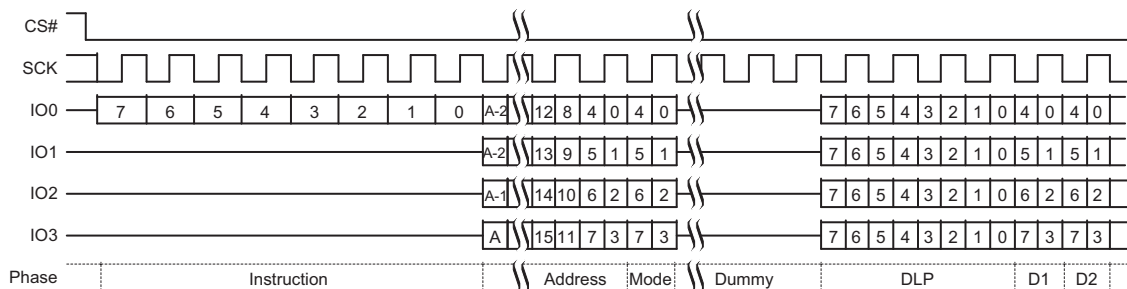 CS#
SCK
IO0 7 6 5 4 3 2 1 0 A-2 12 8 4 0 4 0 7 6 5 4 3 2 1 0 4 0 4 0
IO1 A-2 13 9 5 1 5 1 7 6 5 4 3 2 1 0 5 1 5 1
IO2 A-1 14 10 6 2 6 2 7 6 5 4 3 2 1 0 6 2 6 2
IO3 A 15 11 7 3 7 3 7 6 5 4 3 2 1 0 7 3 7 3
Phase Instruction Address Mode Dummy DLP D1 D2